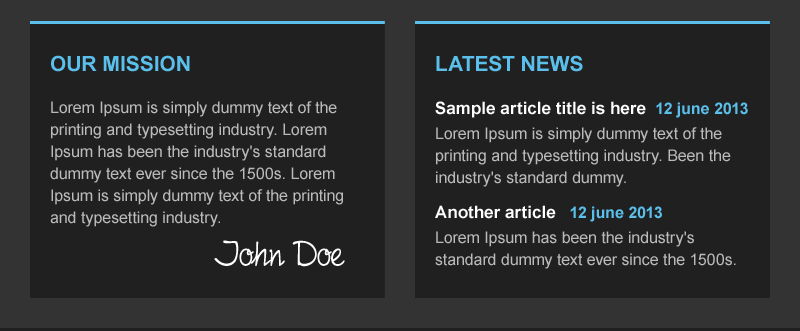 OUR MISSION
Lorem Ipsum is simply dummy text of the
printing and typesetting industry. Lorem
Ipsum has been the industry's standard
dummy text ever since the 1500s. Lorem
Ipsum is simply dummy text of the printing
and typesetting industry.
John Doe
LATEST NEWS
Sample article title is here 12 june 2013
Lorem Ipsum is simply dummy text of the
printing and typesetting industry. Been the
industry's standard dummy.
Another article 12 june 2013
Lorem Ipsum has been the industry's
standard dummy text ever since the 1500s.